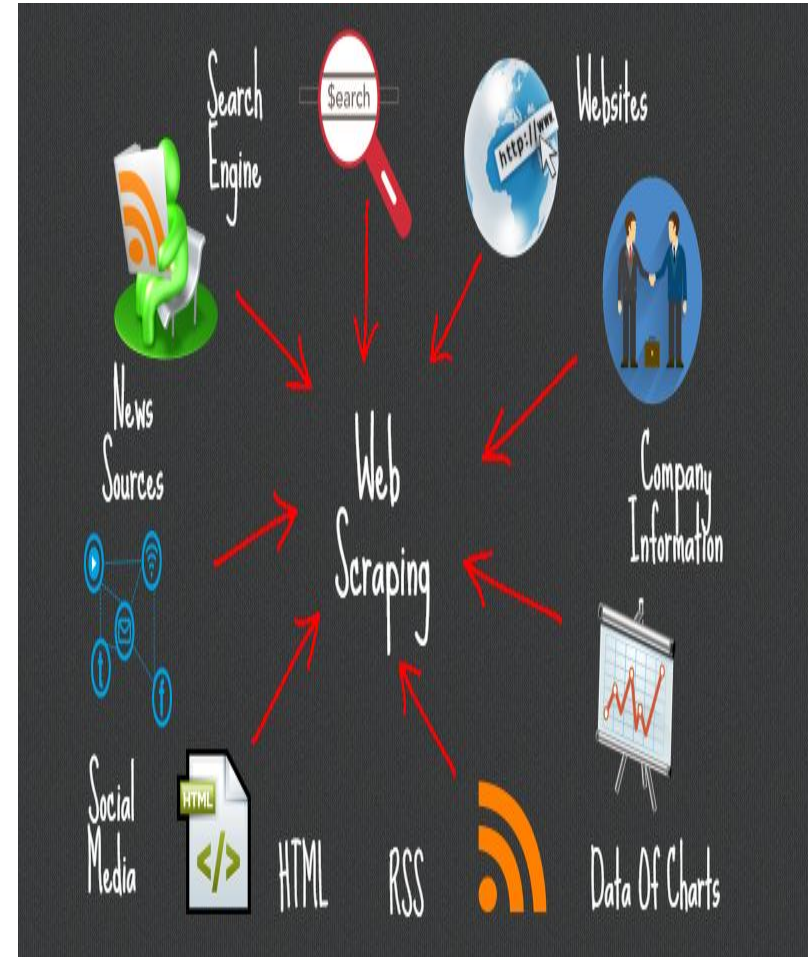 Search
Engine
$earch
Websites
http://www
News
Sources
Company
Information
Web
Scraping
Social
Media
HTML
HTML
RSS
Data Of Charts